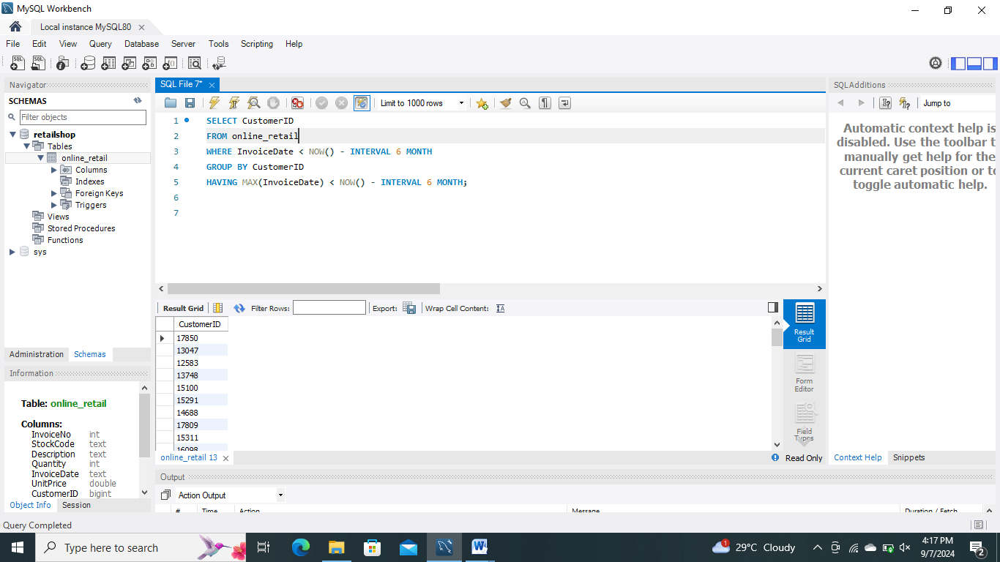 MySQL Workbench
Local instance MySQL80
File Edit View Query Database Server Tools Scripting Help
Navigator
SCHEMAS
Filter objects
retailshop
Tables
online_retail
Columns
Indexes
Foreign Keys
Triggers
Views
Stored Procedures
Functions
sys
Administration Schemas
Information
Table: online_retail
Columns:
InvoiceNo int
StockCode text
Description text
Quantity int
InvoiceDate text
UnitPrice double
CustomerID bigint
Object Info Session
SQL File 7*
Limit to 1000 rows
1 SELECT CustomerID
2 FROM online_retail
3 WHERE InvoiceDate < NOW() - INTERVAL 6 MONTH
4 GROUP BY CustomerID
5 HAVING MAX(InvoiceDate) < NOW() - INTERVAL 6 MONTH;
6
7
Result Grid Filter Rows: Export: Wrap Cell Content:
CustomerID
17850
13047
12583
13748
15100
15291
14688
17809
15311
16098
Result
Grid
Form
Editor
Field
Types
online_retail 13
Read Only
Output
Action Output
# Time Action Message Duration / Fetch
SQLAdditions
Jump to
Automatic context help is
disabled. Use the toolbar t
manually get help for the
current caret position or to
toggle automatic help.
Context Help Snippets
Query Completed
Type here to search
1
29°C Cloudy
4:17 PM
9/7/2024
2